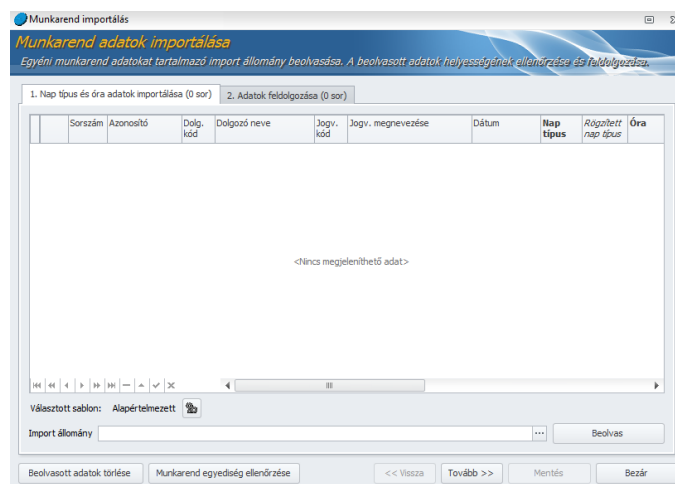 Munkarend importálás
Munkarend adatok importálása
Egyéni munkarend adatokat tartalmazó import állomány beolvasása. A beolvasott adatok helyességének ellenőrzése és feldolgozása.
1. Nap típus és óra adatok importálása (0 sor) 2. Adatok feldolgozása (0 sor)
Sorszám Azonosító Dolg. kód Dolgozó neve Jogv. kód Jogv. megnevezése Dátum Nap típus Rögzített nap típus Óra
<Nincs megjeleníthető adat>
Választott sablon: Alapértelmezett
Import állomány ... Beolvas
Beolvasott adatok törlése Munkarend egyediség ellenőrzése << Vissza Tovább >> Mentés Bezár